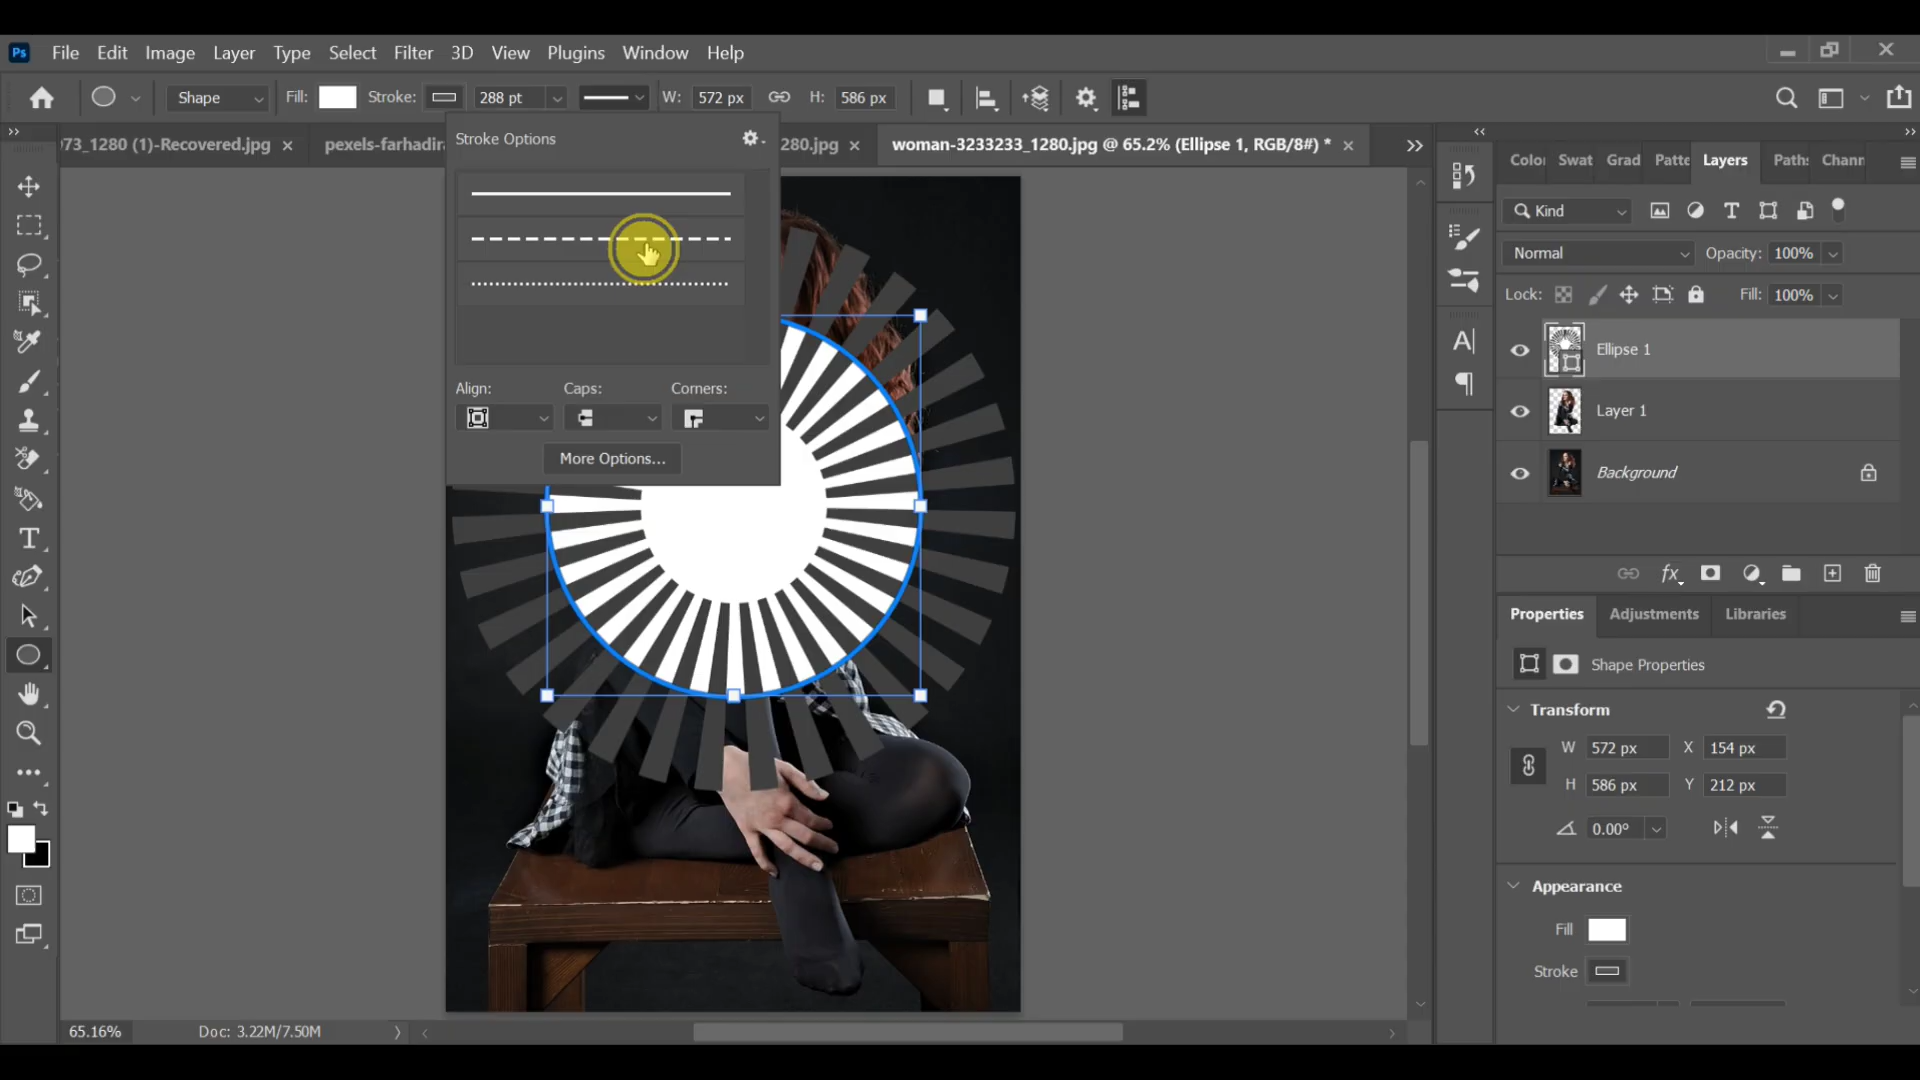 Ps File Edit Image Layer Type Select Filter 3D View Plugins Window Help
Shape Fill: Stroke: 288 pt W: 572 px H: 586 px
73_1280 (1)-Recovered.jpg × pexels-farhadira 280.jpg × woman-3233233_1280.jpg @ 65.2% (Ellipse 1, RGB/8#) * ×
Stroke Options
Align: Caps: Corners:
More Options...
Color Swat Grad Patte Layers Paths Chann
Kind
Normal Opacity: 100%
Lock: Fill: 100%
Ellipse 1
Layer 1
Background
Properties Adjustments Libraries
Shape Properties
Transform
W 572 px X 154 px
H 586 px Y 212 px
0.00°
Appearance
Fill
Stroke
65.16% Doc: 3.22M/7.50M